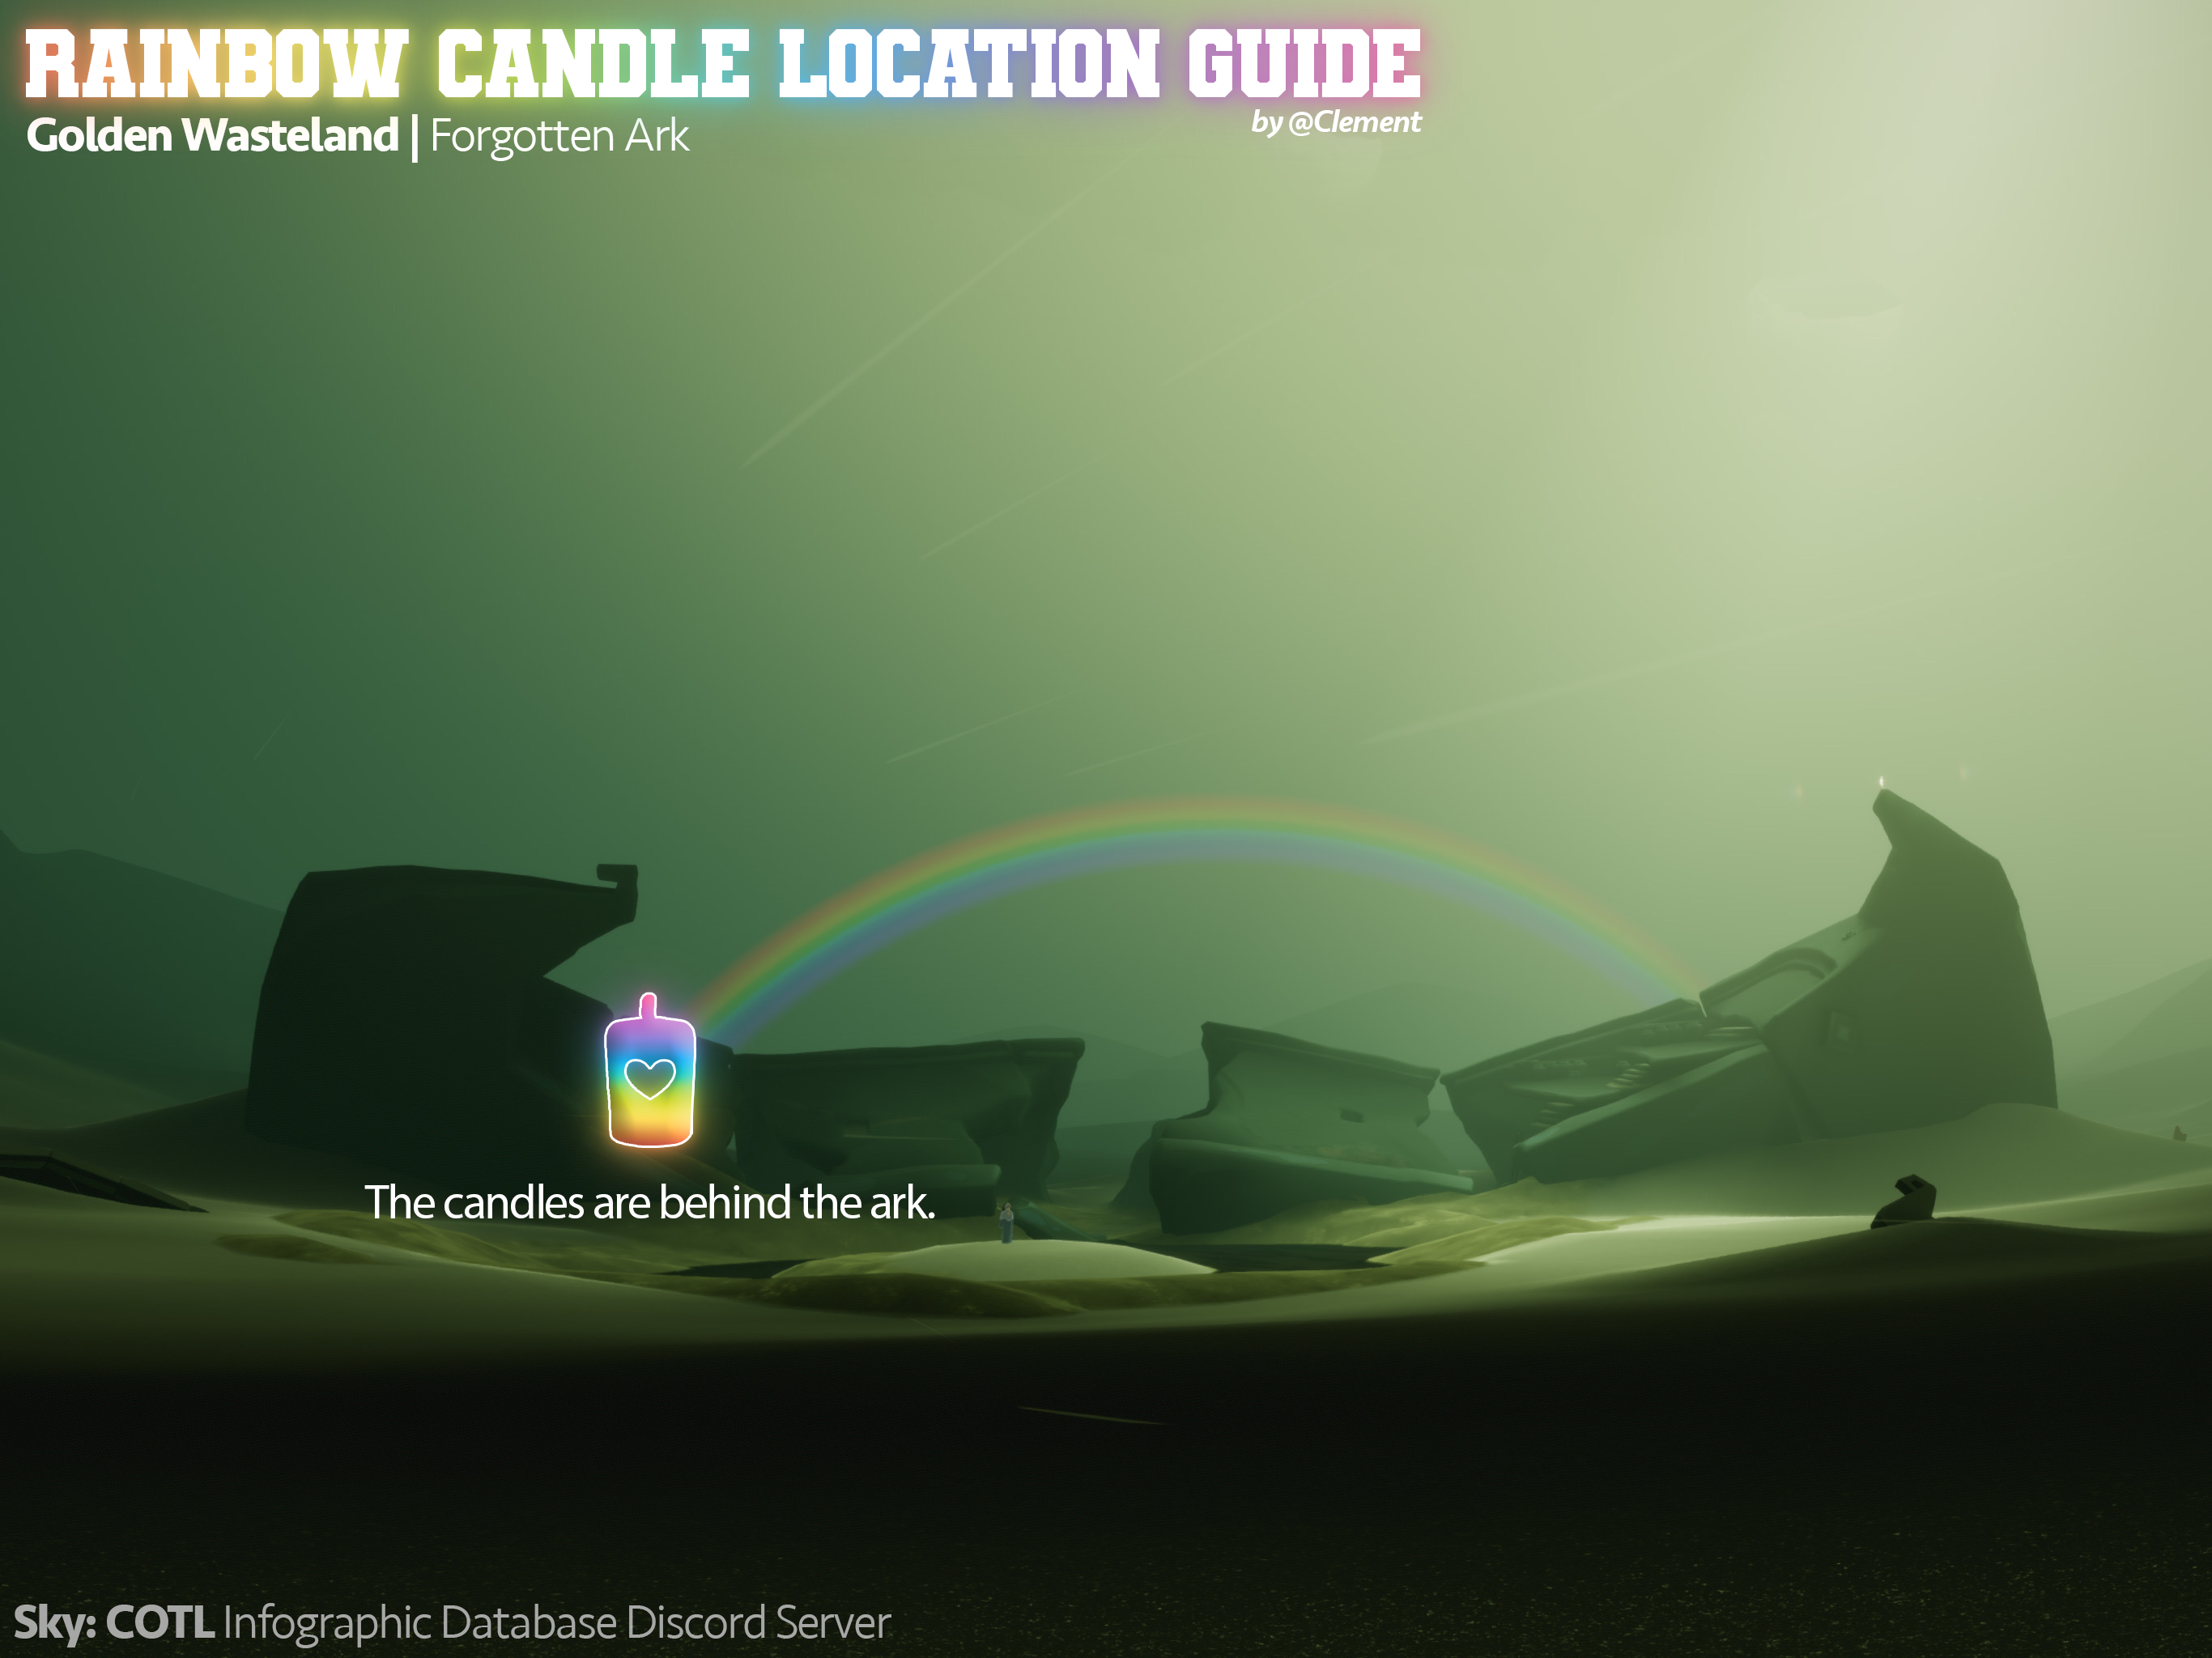 RAINBOW CANDLE LOCATION GUIDE
by @Clement
Golden Wasteland | Forgotten Ark
The candles are behind the ark.
Sky: COTL Infographic Database Discord Server